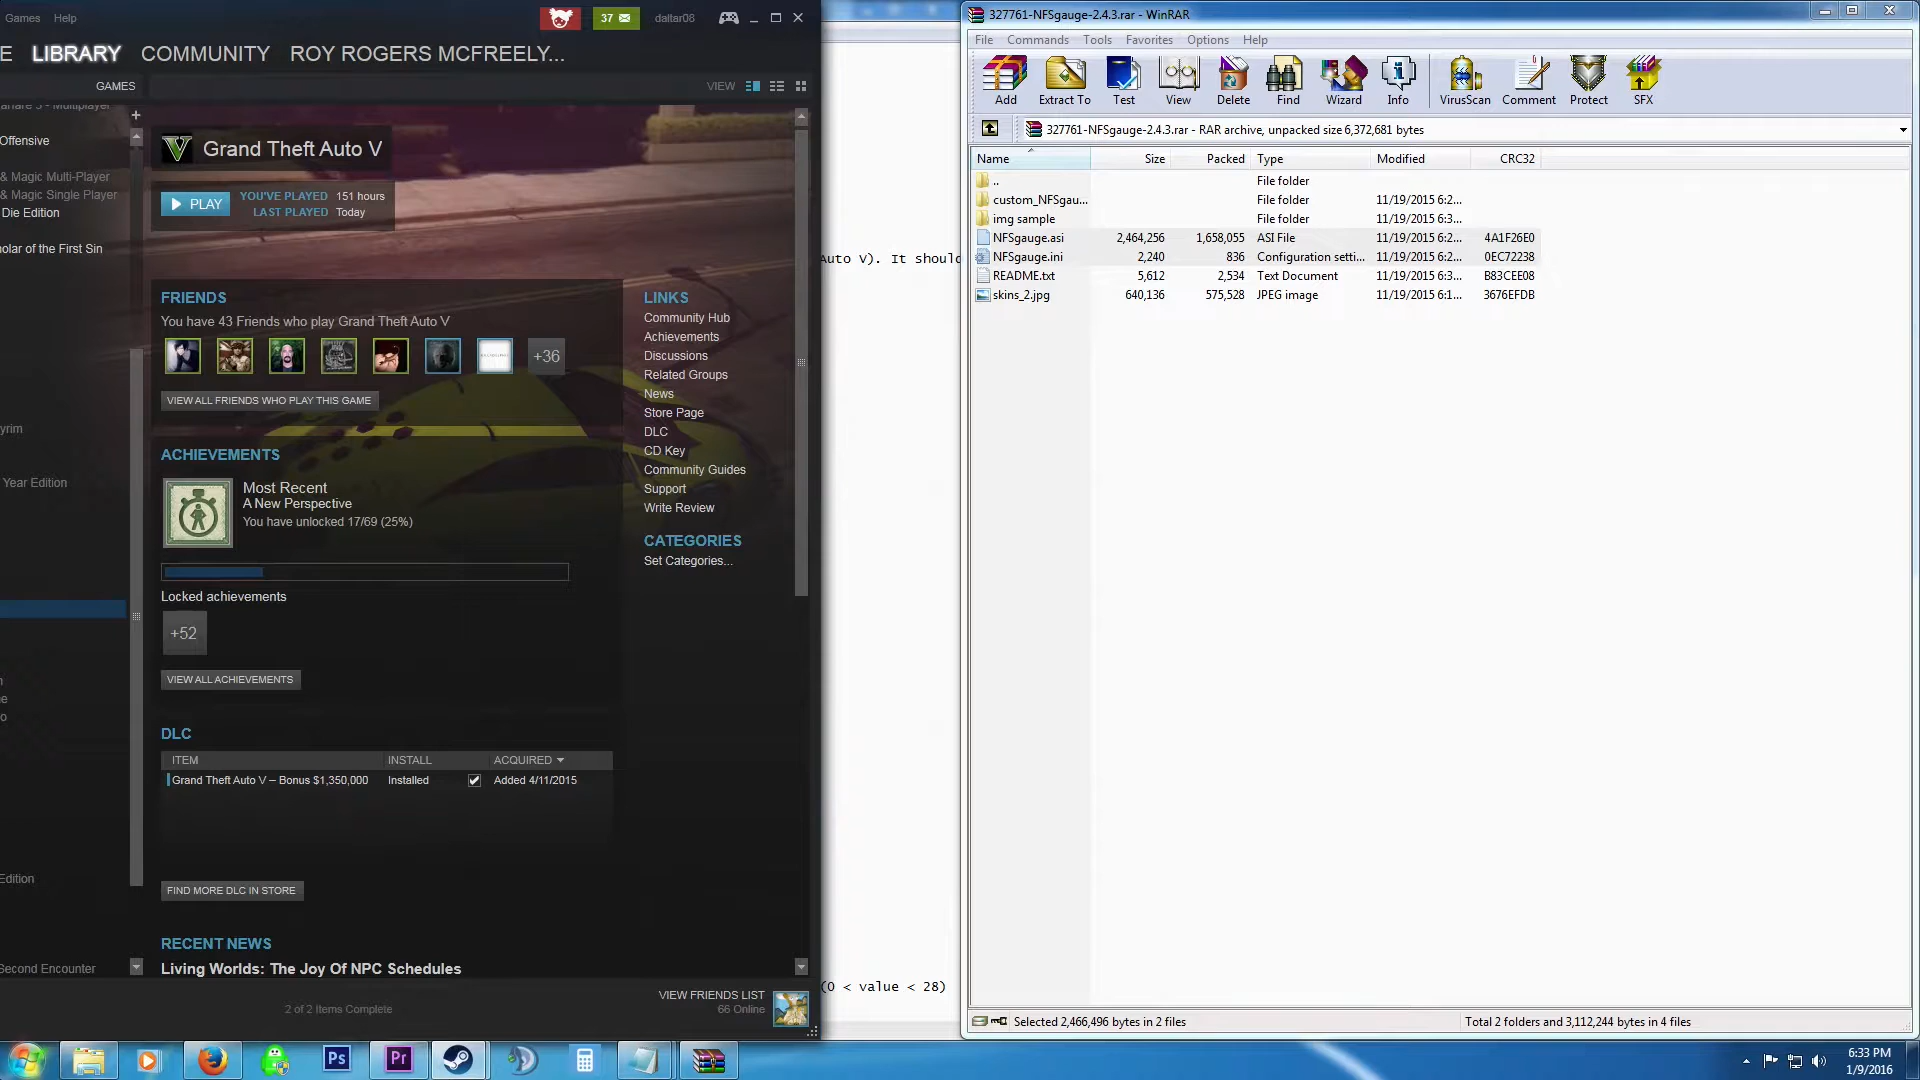 Games Help
37
daltar08
E LIBRARY COMMUNITY ROY ROGERS MCFREELY...
GAMES
VIEW
arfare 3 - Multiplayer
Offensive
& Magic Multi-Player
& Magic Single Player
Die Edition
olar of the First Sin
yrim
Year Edition
Edition
Second Encounter
Grand Theft Auto V
PLAY
YOU'VE PLAYED 151 hours
LAST PLAYED Today
FRIENDS
You have 43 Friends who play Grand Theft Auto V
+36
VIEW ALL FRIENDS WHO PLAY THIS GAME
ACHIEVEMENTS
Most Recent
A New Perspective
You have unlocked 17/69 (25%)
Locked achievements
+52
VIEW ALL ACHIEVEMENTS
DLC
ITEM INSTALL ACQUIRED
Grand Theft Auto V – Bonus $1,350,000 Installed Added 4/11/2015
FIND MORE DLC IN STORE
RECENT NEWS
Living Worlds: The Joy Of NPC Schedules
LINKS
Community Hub
Achievements
Discussions
Related Groups
News
Store Page
DLC
CD Key
Community Guides
Support
Write Review
CATEGORIES
Set Categories...
2 of 2 Items Complete
VIEW FRIENDS LIST
66 Online
Auto V). It should
(0 < value < 28)
327761-NFSgauge-2.4.3.rar - WinRAR
File Commands Tools Favorites Options Help
Add Extract To Test View Delete Find Wizard Info VirusScan Comment Protect SFX
327761-NFSgauge-2.4.3.rar - RAR archive, unpacked size 6,372,681 bytes
Name Size Packed Type Modified CRC32
.. File folder
custom_NFSgau... File folder 11/19/2015 6:2...
img sample File folder 11/19/2015 6:3...
NFSgauge.asi 2,464,256 1,658,055 ASI File 11/19/2015 6:2... 4A1F26E0
NFSgauge.ini 2,240 836 Configuration setti... 11/19/2015 6:2... 0EC72238
README.txt 5,612 2,534 Text Document 11/19/2015 6:3... B83CEE08
skins_2.jpg 640,136 575,528 JPEG image 11/19/2015 6:1... 3676EFDB
Selected 2,466,496 bytes in 2 files
Total 2 folders and 3,112,244 bytes in 4 files
Ps
Pr
6:33 PM
1/9/2016